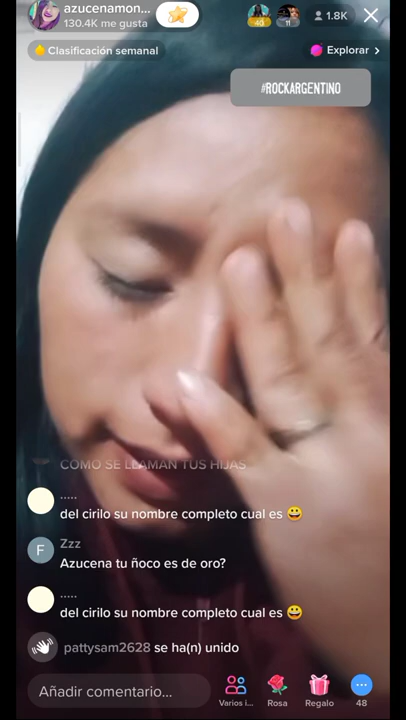 azucenamon...
130.4K me gusta
40
11
1.8K
Clasificación semanal
Explorar
#ROCKARGENTINO
COMO SE LLAMAN TUS HIJAS
.....
del cirilo su nombre completo cual es 😀
F
Zzz
Azucena tu ñoco es de oro?
.....
del cirilo su nombre completo cual es 😀
pattysam2628 se ha(n) unido
Añadir comentario...
Varios i...
Rosa
Regalo
48